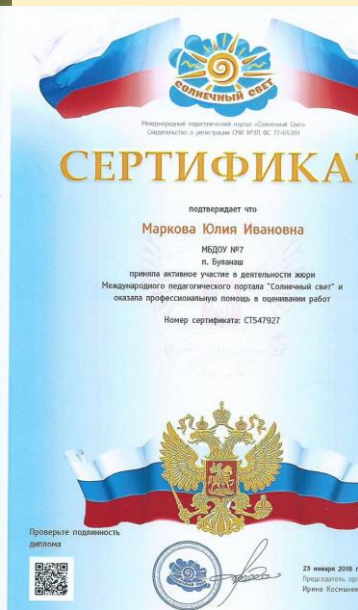 СОЛНЕЧНЫЙ СВЕТ
Международный педагогический портал «Солнечный Свет»
Свидетельство о регистрации СМИ №ЭЛ ФС 77-65391
СЕРТИФИКАТ
подтверждает что
Маркова Юлия Ивановна
МБДОУ №7
п. Буланаш
приняла активное участие в деятельности жюри
Международного педагогического портала "Солнечный свет" и
оказала профессиональную помощь в оценивании работ
Номер сертификата: СТ547927
Проверьте подлинность
диплома
23 января 2018 г
Председатель орг
Ирина Космынин